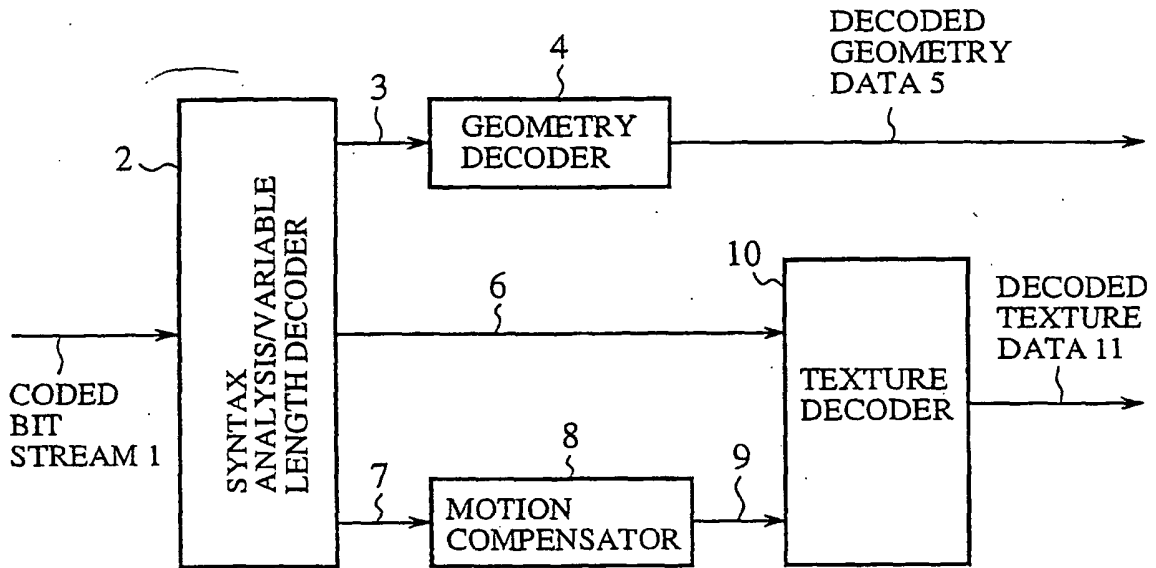 DECODED
GEOMETRY
DATA 5
4
3
GEOMETRY
DECODER
2
SYNTAX
ANALYSIS/VARIABLE
LENGTH DECODER
10
6
DECODED
TEXTURE
DATA 11
TEXTURE
DECODER
CODED
BIT
STREAM 1
8
7
9
MOTION
COMPENSATOR